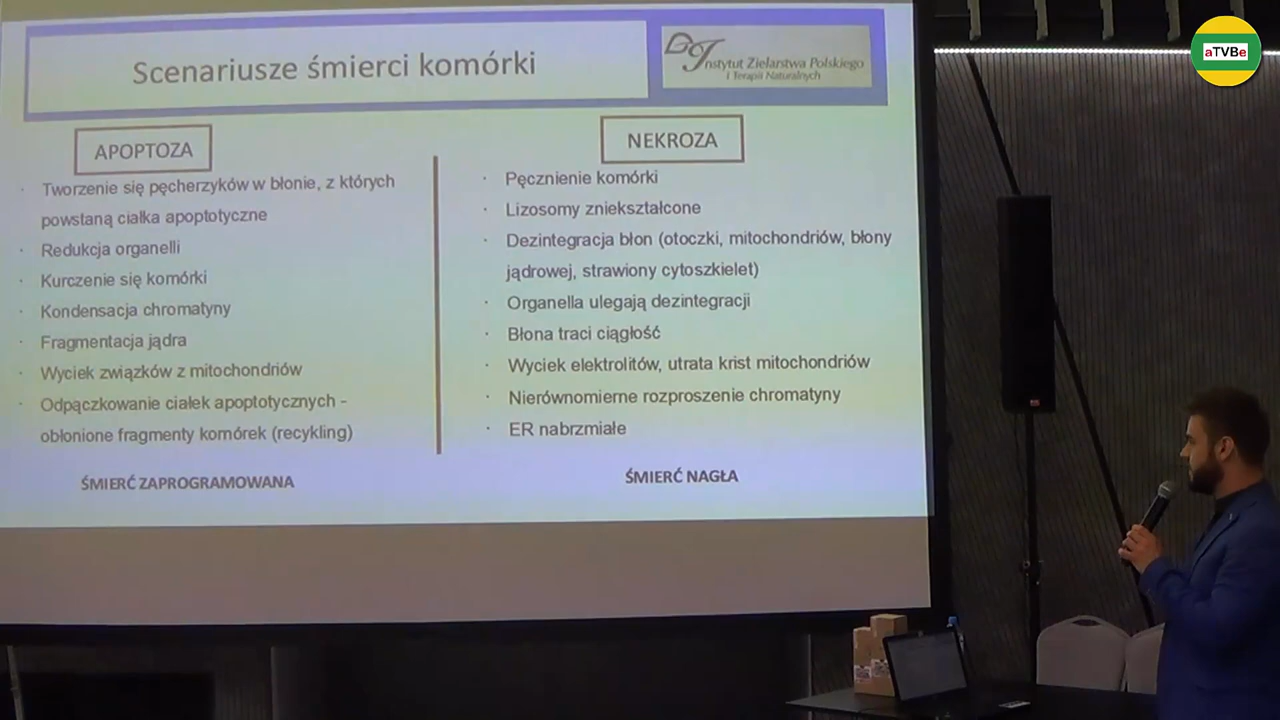 Scenariusze śmierci komórki
Instytut Zielarstwa Polskiego
i Terapii Naturalnych
aTVBe
APOPTOZA
Tworzenie się pęcherzyków w błonie, z których
powstaną ciałka apoptotyczne
Redukcja organelli
Kurczenie się komórki
Kondensacja chromatyny
Fragmentacja jądra
Wyciek związków z mitochondriów
Odpączkowanie ciałek apoptotycznych -
obłonione fragmenty komórek (recykling)
ŚMIERĆ ZAPROGRAMOWANA
NEKROZA
Pęcznienie komórki
Lizosomy zniekształcone
Dezintegracja błon (otoczki, mitochondriów, błony
jądrowej, strawiony cytoszkielet)
Organella ulegają dezintegracji
Błona traci ciągłość
Wyciek elektrolitów, utrata krist mitochondriów
Nierównomierne rozproszenie chromatyny
ER nabrzmiałe
ŚMIERĆ NAGŁA